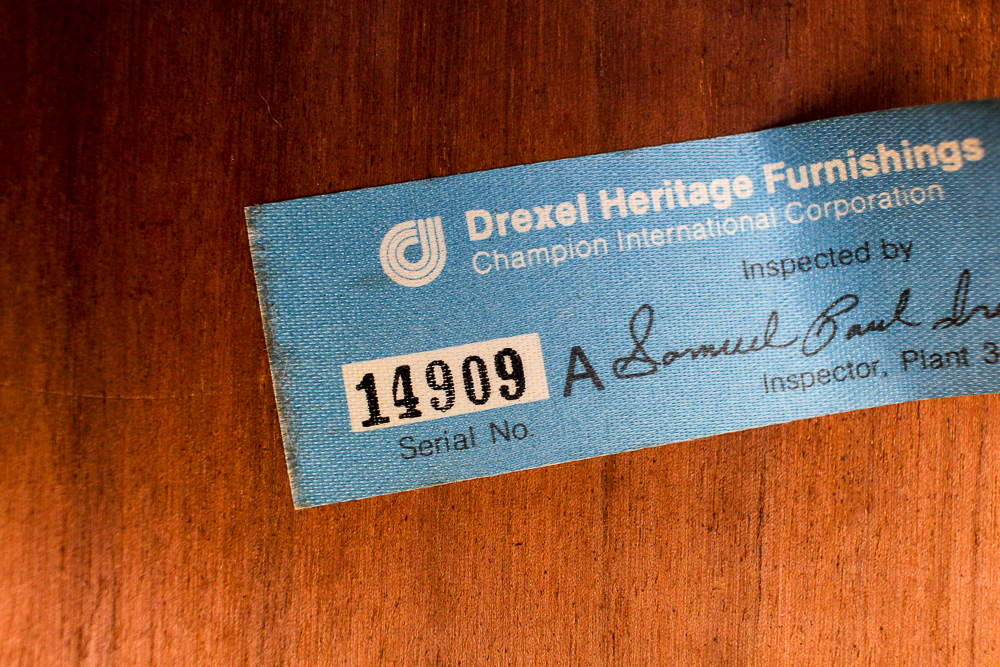 Drexel Heritage Furnishings
Champion International Corporation
Inspected by
14909 A Samuel Paul
Serial No.
Inspector, Plant 3